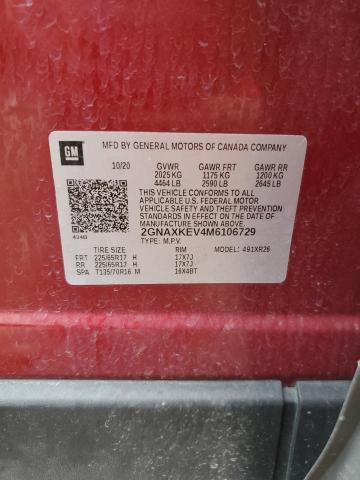 GM
MFD BY GENERAL MOTORS OF CANADA COMPANY
10/20 GVWR GAWR FRT GAWR RR
2025 KG 1175 KG 1200 KG
4464 LB 2590 LB 2645 LB
THIS VEHICLE CONFORMS TO ALL
APPLICABLE U.S. FEDERAL MOTOR
VEHICLE SAFETY, BUMPER, AND THEFT
PREVENTION STANDARDS IN EFFECT ON THE
DATE OF MANUFACTURE SHOWN ABOVE.
2GNAXKEV4M6106729
TYPE: M.P.V. MODEL: 491XR26
TIRE SIZE RIM
FRT 225/65R17 H 17X7J
RR 225/65R17 H 17X7J
SPA T135/70R16 M 16X4BT